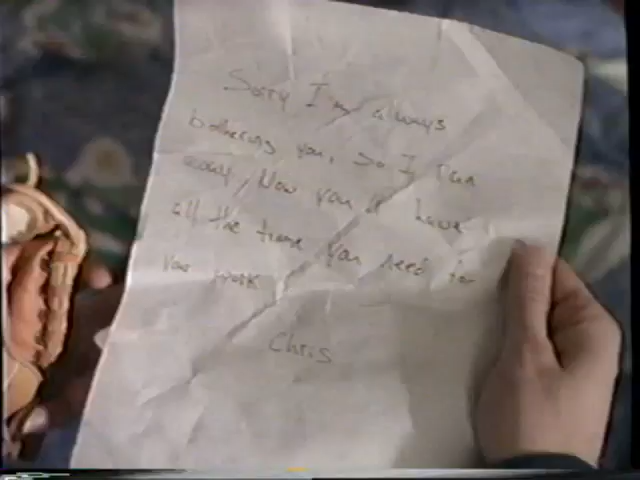 Sorry I'm always
bothering you, so I ran
away, Now you'll have
all the time you need for
your work
Chris